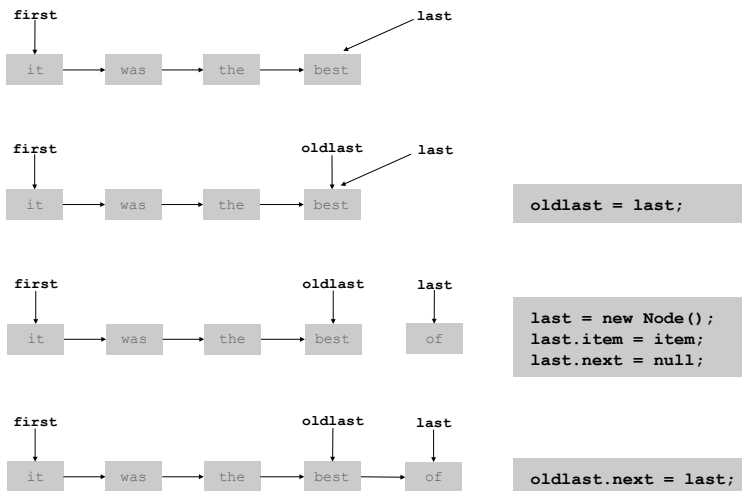 first last
it was the best
first oldlast last
it was the best
oldlast = last;
first oldlast last
it was the best of
last = new Node();
last.item = item;
last.next = null;
first oldlast last
it was the best of
oldlast.next = last;